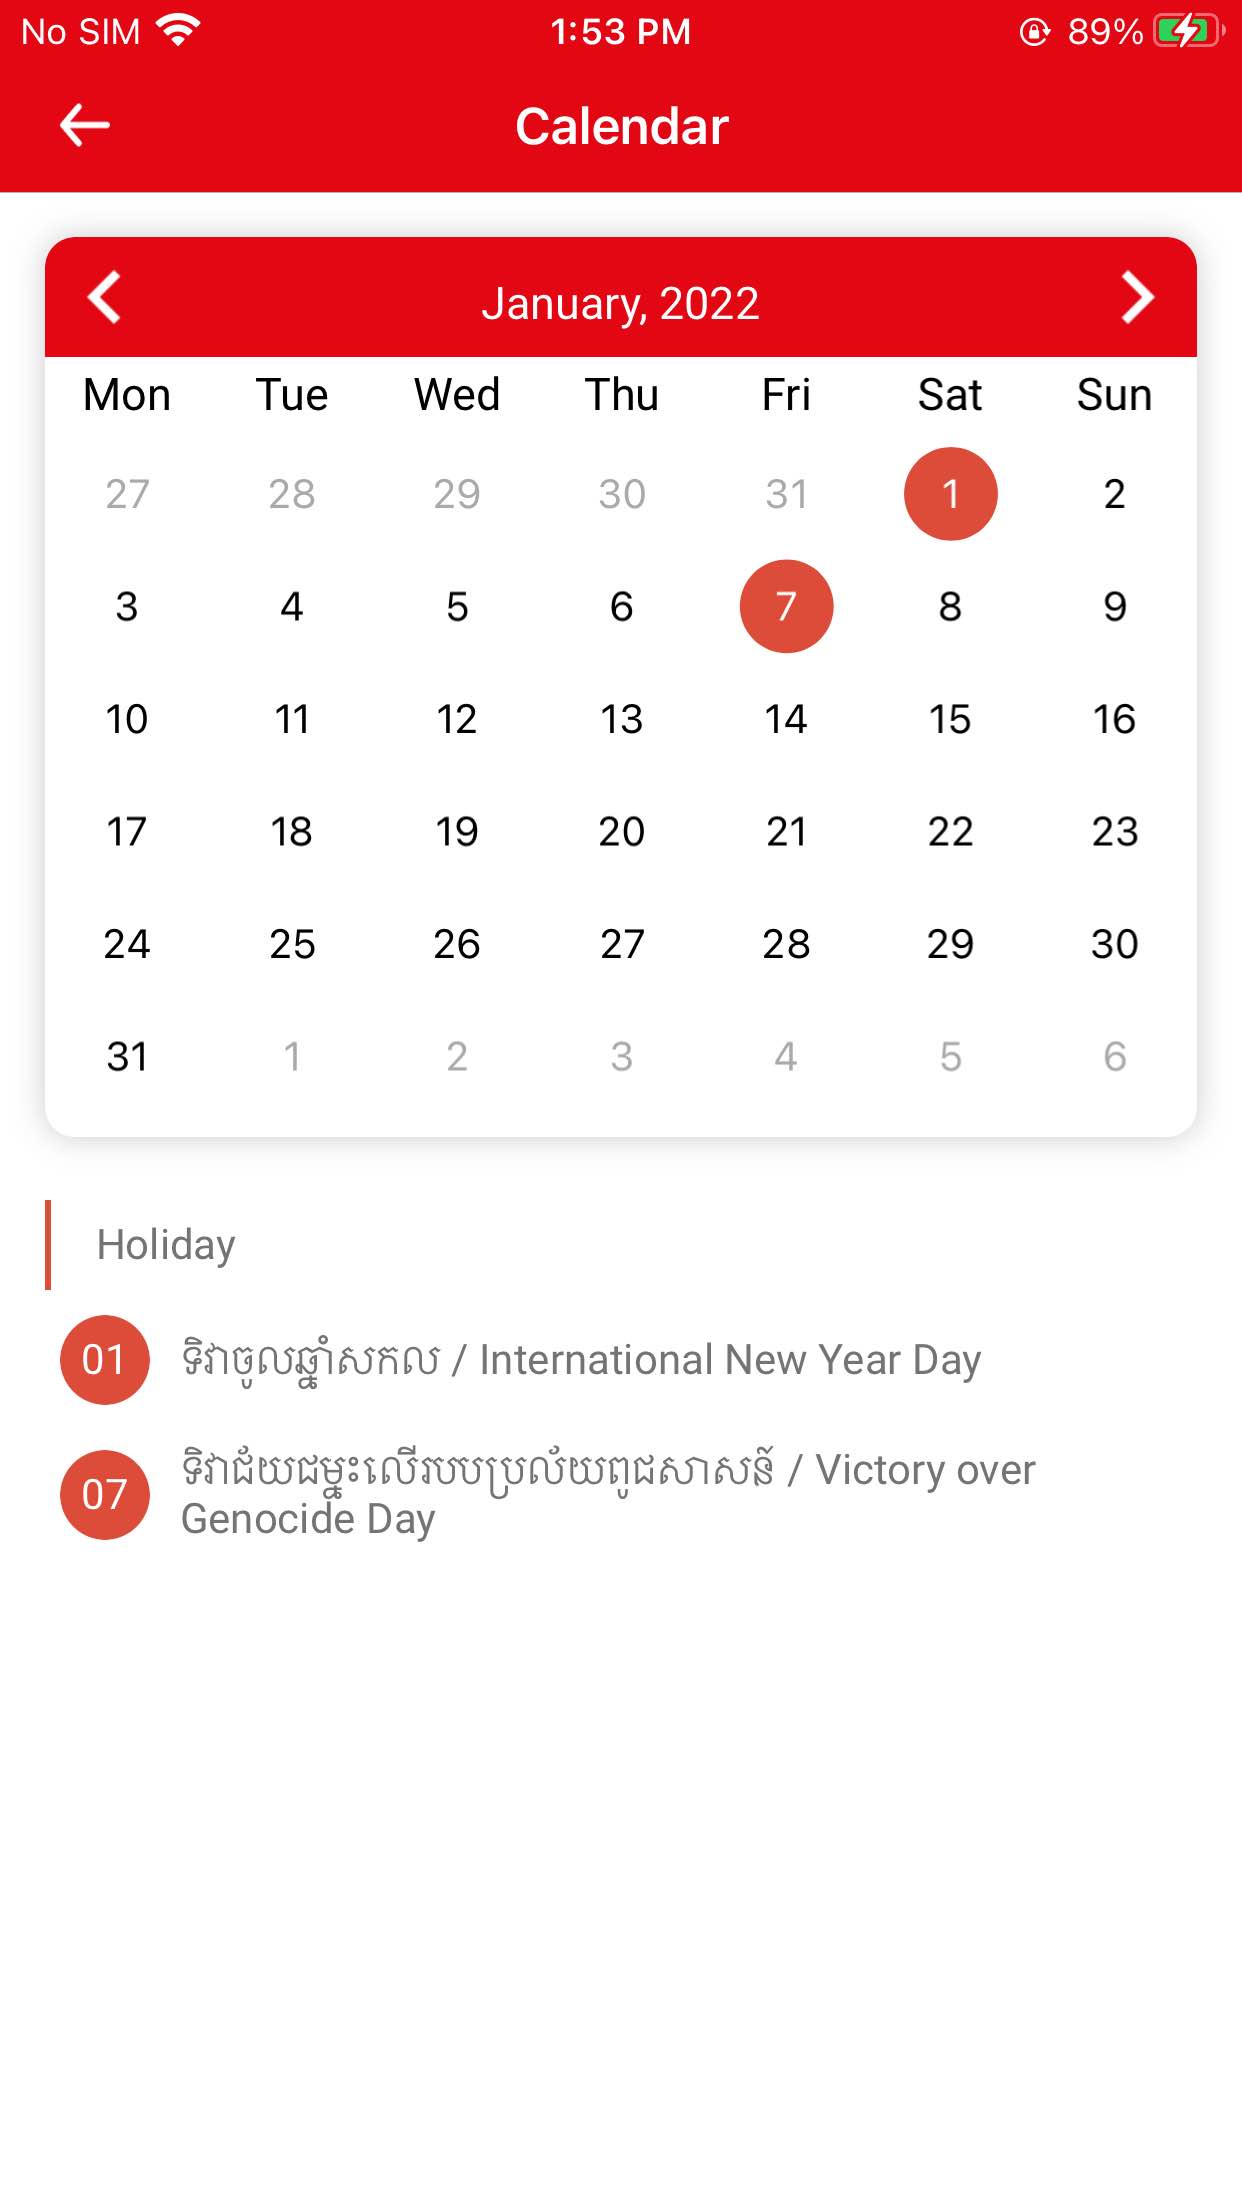 No SIM 1:53 PM 89%
Calendar
January, 2022
Mon Tue Wed Thu Fri Sat Sun
27 28 29 30 31 1 2
3 4 5 6 7 8 9
10 11 12 13 14 15 16
17 18 19 20 21 22 23
24 25 26 27 28 29 30
31 1 2 3 4 5 6
Holiday
01 ទិវាចូលឆ្នាំសកល / International New Year Day
07 ទិវាជ័យជម្នះលើរបបប្រល័យពូជសាសន៍ / Victory over
Genocide Day